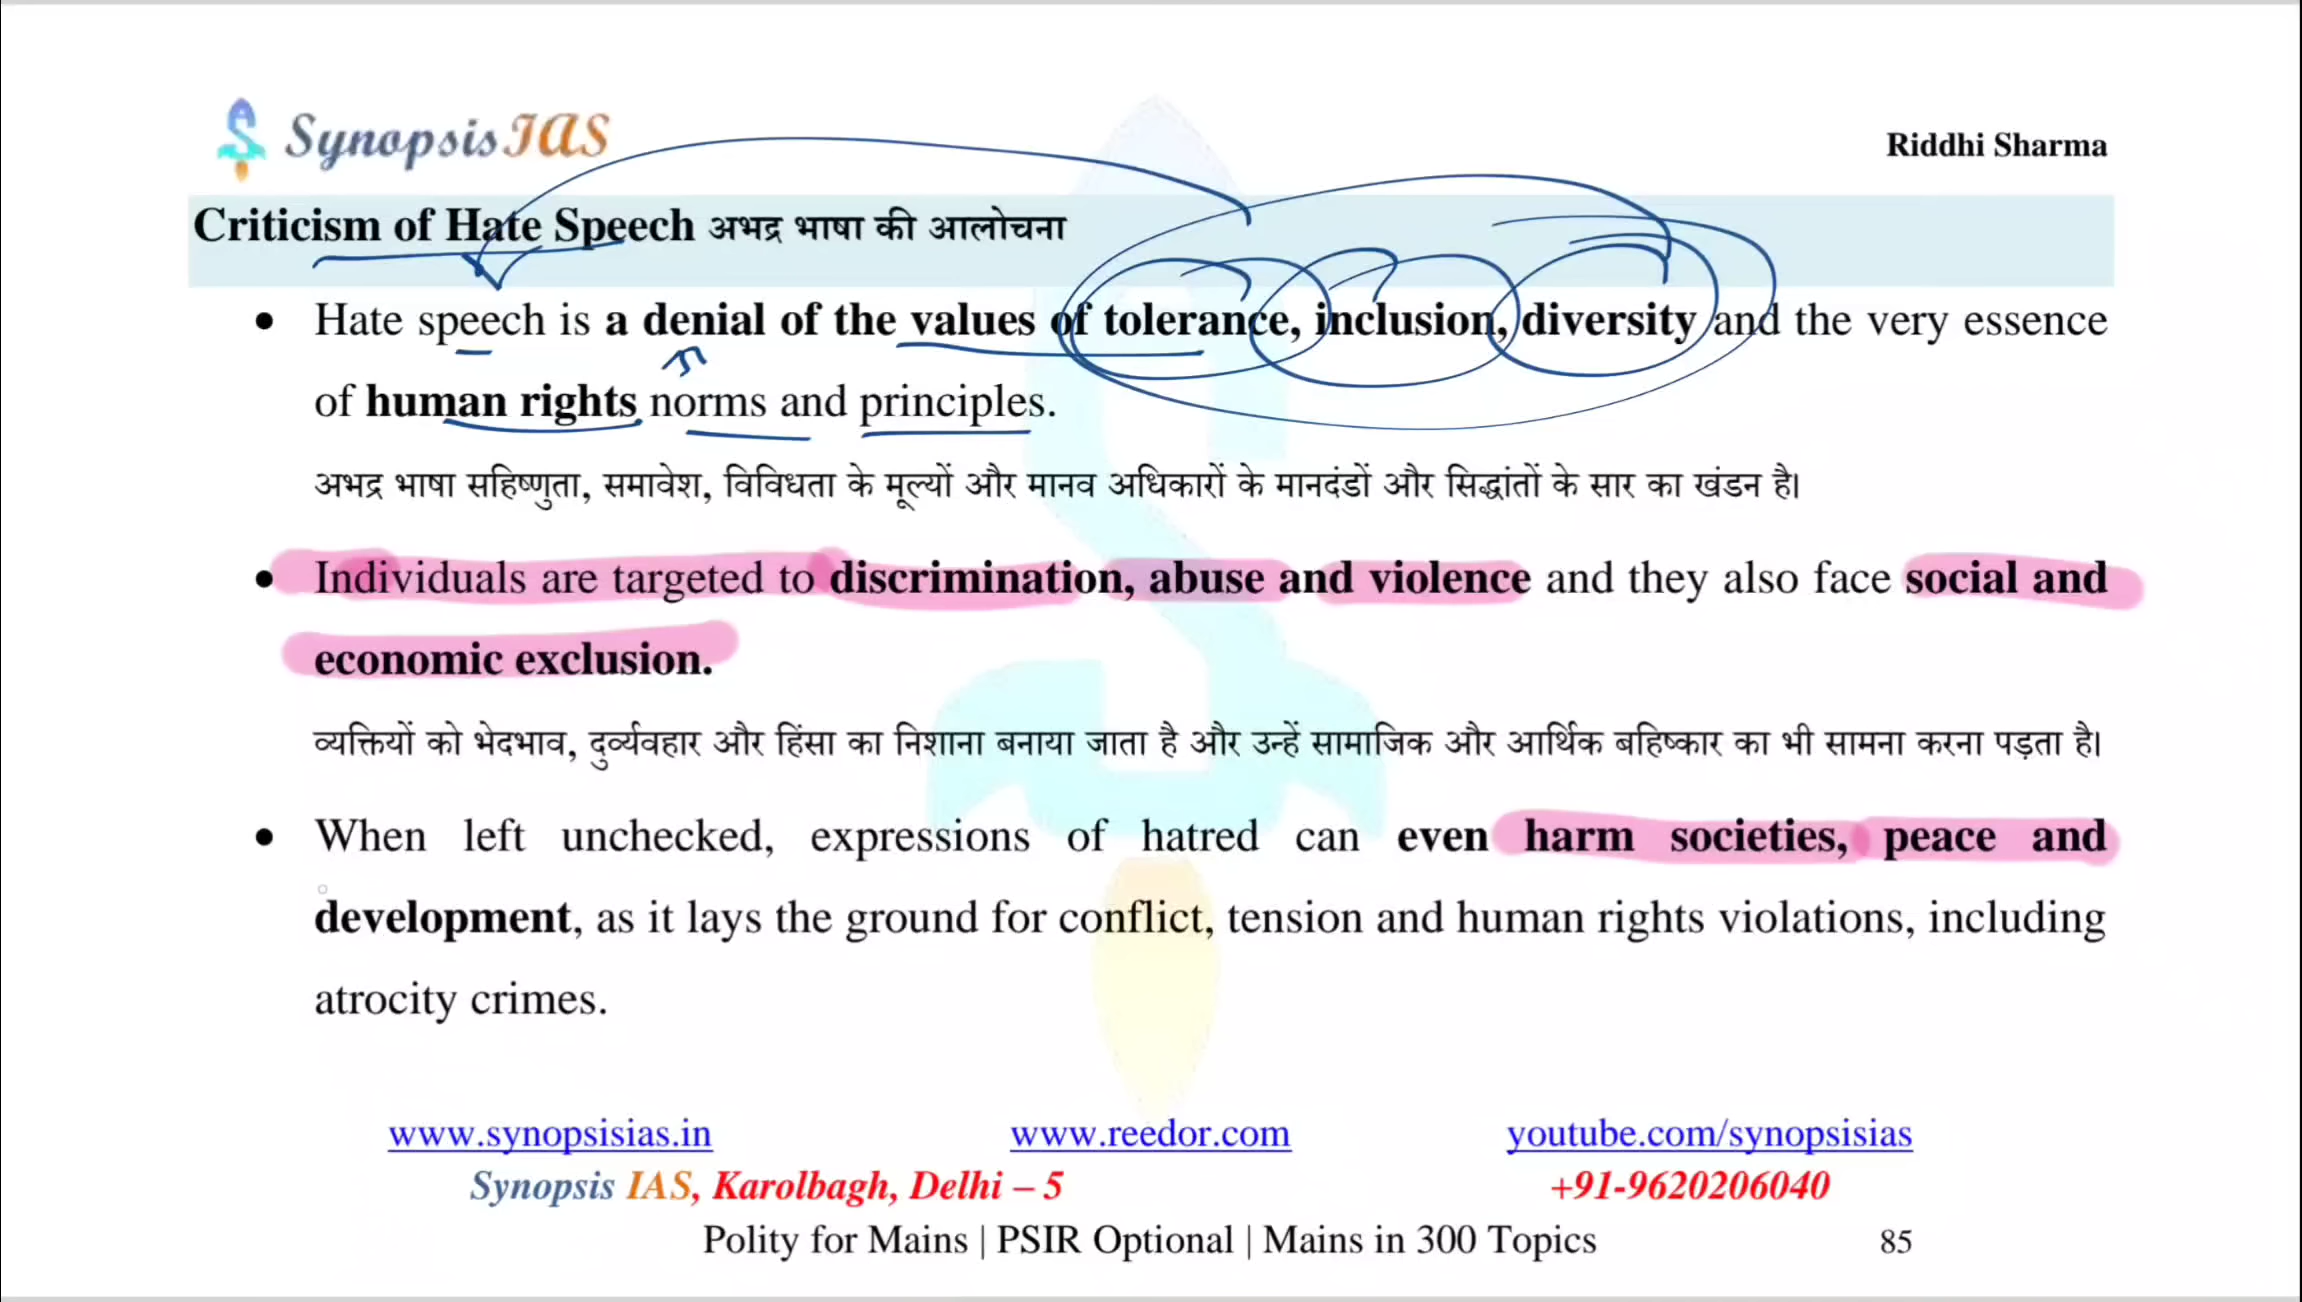 Synopsis IAS
Riddhi Sharma
Criticism of Hate Speech अभद्र भाषा की आलोचना
• Hate speech is a denial of the values of tolerance, inclusion, diversity and the very essence
of human rights norms and principles.
अभद्र भाषा सहिष्णुता, समावेश, विविधता के मूल्यों और मानव अधिकारों के मानदंडों और सिद्धांतों के सार का खंडन है।
• Individuals are targeted to discrimination, abuse and violence and they also face social and
economic exclusion.
व्यक्तियों को भेदभाव, दुर्व्यवहार और हिंसा का निशाना बनाया जाता है और उन्हें सामाजिक और आर्थिक बहिष्कार का भी सामना करना पड़ता है।
• When left unchecked, expressions of hatred can even harm societies, peace and
development, as it lays the ground for conflict, tension and human rights violations, including
atrocity crimes.
www.synopsisias.in www.reedor.com youtube.com/synopsisias
Synopsis IAS, Karolbagh, Delhi – 5 +91-9620206040
Polity for Mains | PSIR Optional | Mains in 300 Topics 85